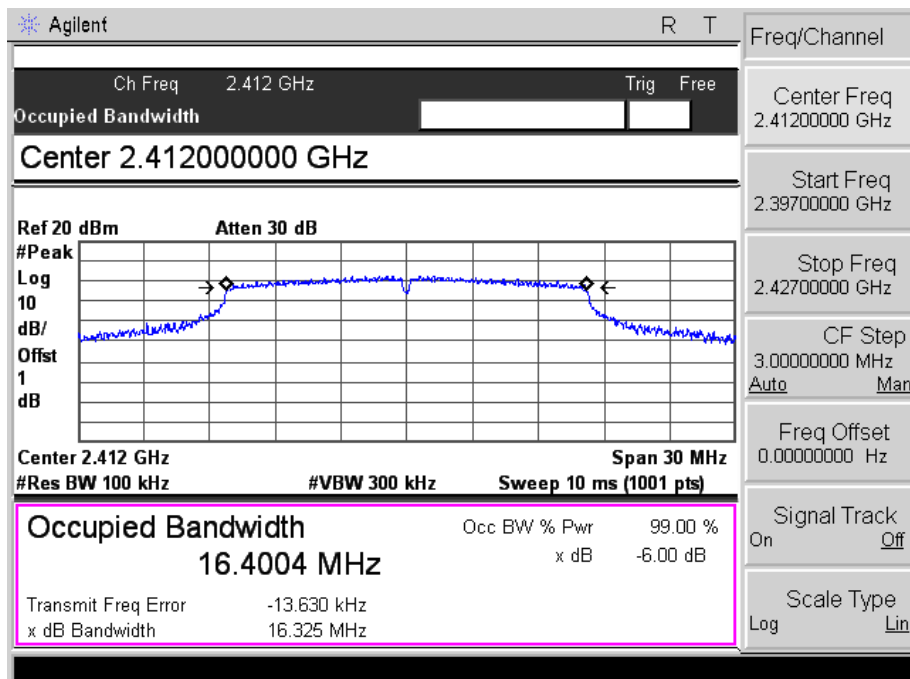 Agilent R T
Ch Freq 2.412 GHz Trig Free
Occupied Bandwidth
Center 2.412000000 GHz
Ref 20 dBm Atten 30 dB
#Peak
Log
10
dB/
Offst
1
dB
Center 2.412 GHz Span 30 MHz
#Res BW 100 kHz #VBW 300 kHz Sweep 10 ms (1001 pts)
Occupied Bandwidth Occ BW % Pwr 99.00 %
16.4004 MHz x dB -6.00 dB
Transmit Freq Error -13.630 kHz
x dB Bandwidth 16.325 MHz
Freq/Channel
Center Freq
2.41200000 GHz
Start Freq
2.39700000 GHz
Stop Freq
2.42700000 GHz
CF Step
3.00000000 MHz
Auto Man
Freq Offset
0.00000000 Hz
Signal Track
On Off
Scale Type
Log Lin